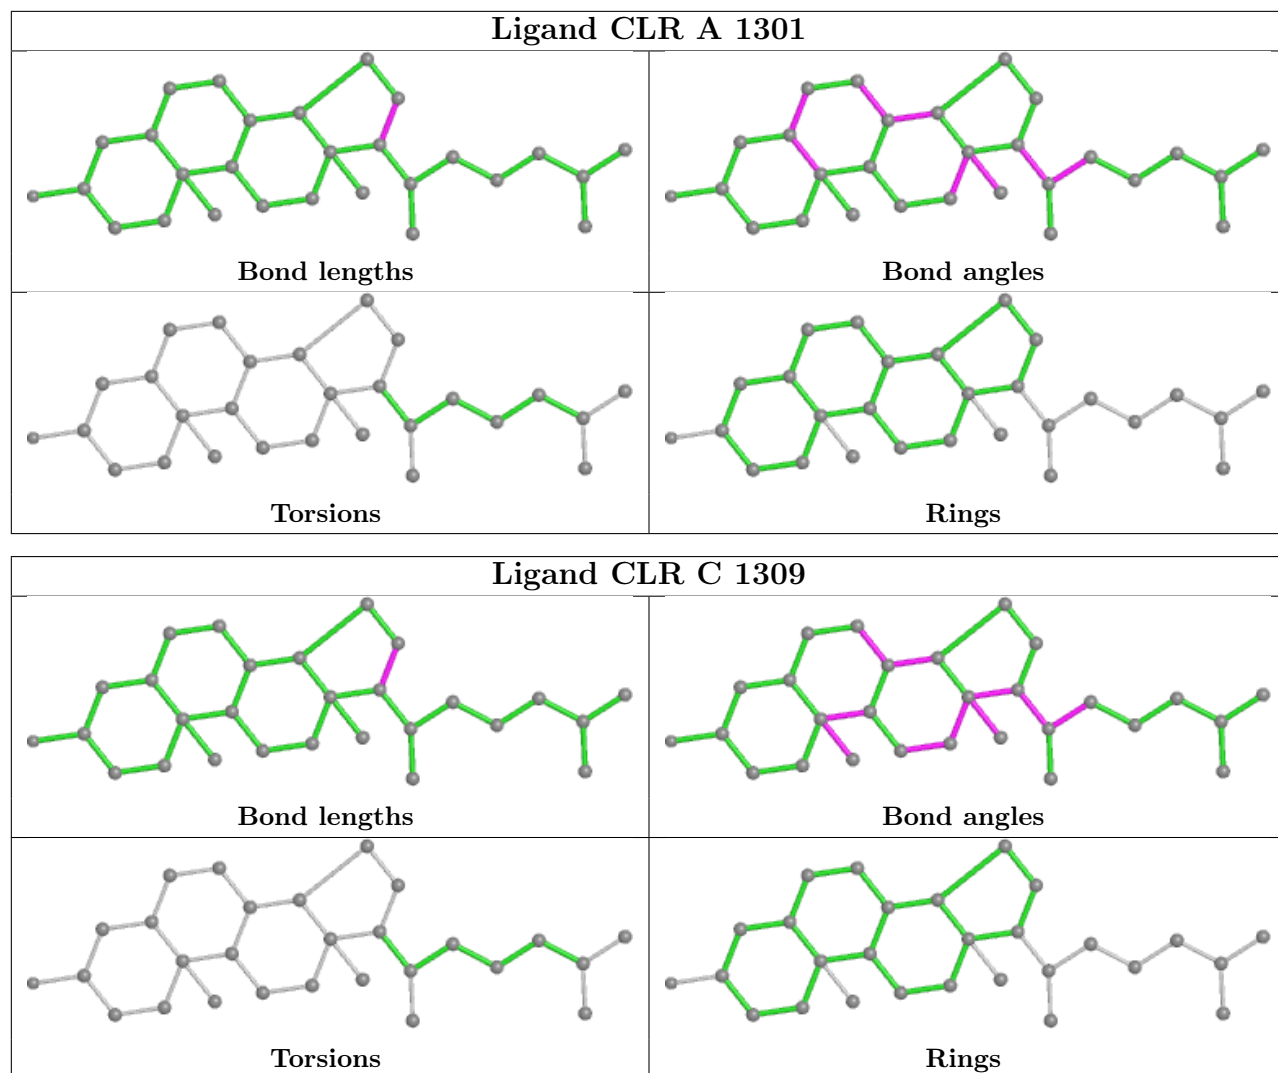 Ligand CLR A 1301
Bond lengths
Bond angles
Torsions
Rings
Ligand CLR C 1309
Bond lengths
Bond angles
Torsions
Rings